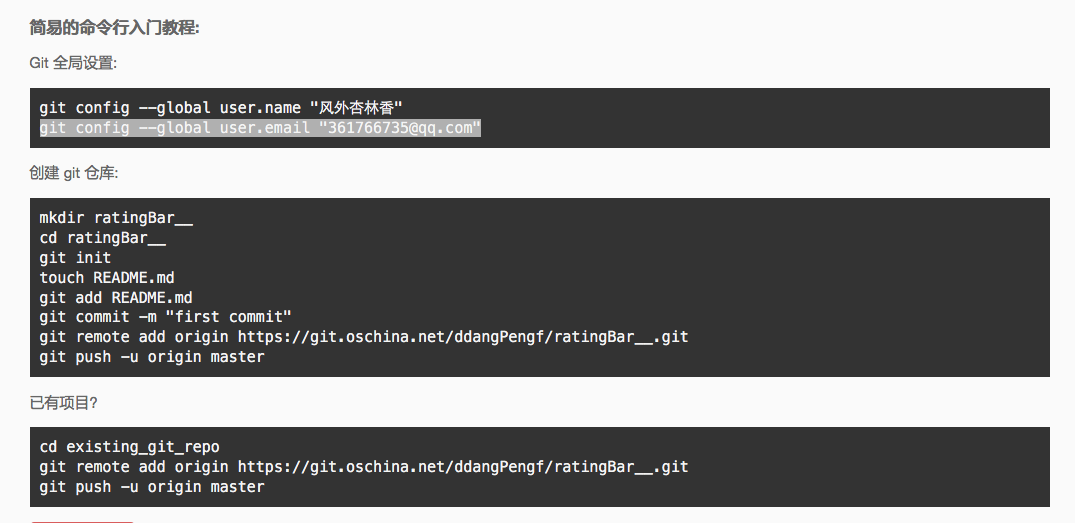 简易的命令行入门教程:
Git 全局设置:
git config --global user.name "风外杏林香"
git config --global user.email "361766735@qq.com"
创建 git 仓库:
mkdir ratingBar__
cd ratingBar__
git init
touch README.md
git add README.md
git commit -m "first commit"
git remote add origin https://git.oschina.net/ddangPengf/ratingBar__.git
git push -u origin master
已有项目?
cd existing_git_repo
git remote add origin https://git.oschina.net/ddangPengf/ratingBar__.git
git push -u origin master